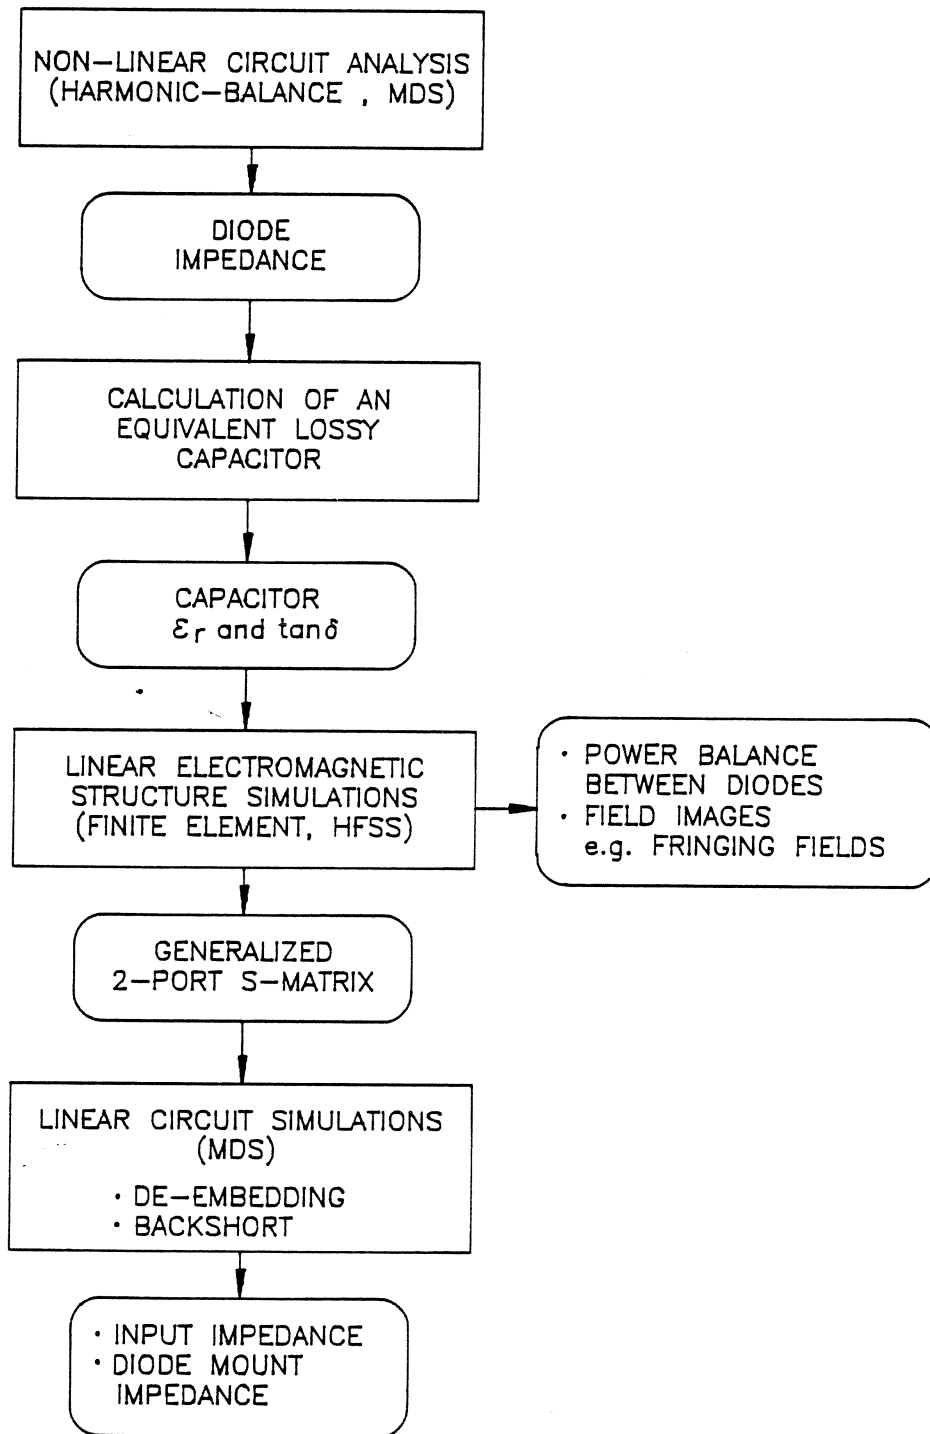 NON-LINEAR CIRCUIT ANALYSIS
(HARMONIC-BALANCE , MDS)
DIODE
IMPEDANCE
CALCULATION OF AN
EQUIVALENT LOSSY
CAPACITOR
CAPACITOR
εr and tanδ
LINEAR ELECTROMAGNETIC
STRUCTURE SIMULATIONS
(FINITE ELEMENT, HFSS)
· POWER BALANCE
BETWEEN DIODES
· FIELD IMAGES
e.g. FRINGING FIELDS
GENERALIZED
2-PORT S-MATRIX
LINEAR CIRCUIT SIMULATIONS
(MDS)
· DE-EMBEDDING
· BACKSHORT
· INPUT IMPEDANCE
· DIODE MOUNT
IMPEDANCE